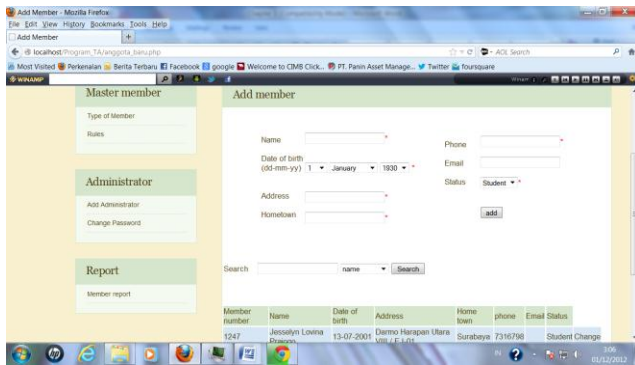 Add Member - Mozilla Firefox
File Edit View History Bookmarks Tools Help
Add Member
localhost/Program_TA/anggota_baru.php
AOL Search
Most Visited Perkenalan Berita Terbaru Facebook google Welcome to CIMB Click... PT. Panin Asset Manage... Twitter foursquare
WINAMP
Master member
Type of Member
Rules
Administrator
Add Administrator
Change Password
Report
Member report
Add member
Name *
Date of birth
(dd-mm-yy) 1 January 1930 *
Address *
Hometown *
Phone *
Email
Status Student *
add
Search name Search
Member number Name Date of birth Address Home town phone Email Status
1247 Jesselyn Lovina 13-07-2001 Darmo Harapan Utara Surabaya 7316798 Student Change
IN
3:06
01/12/2012